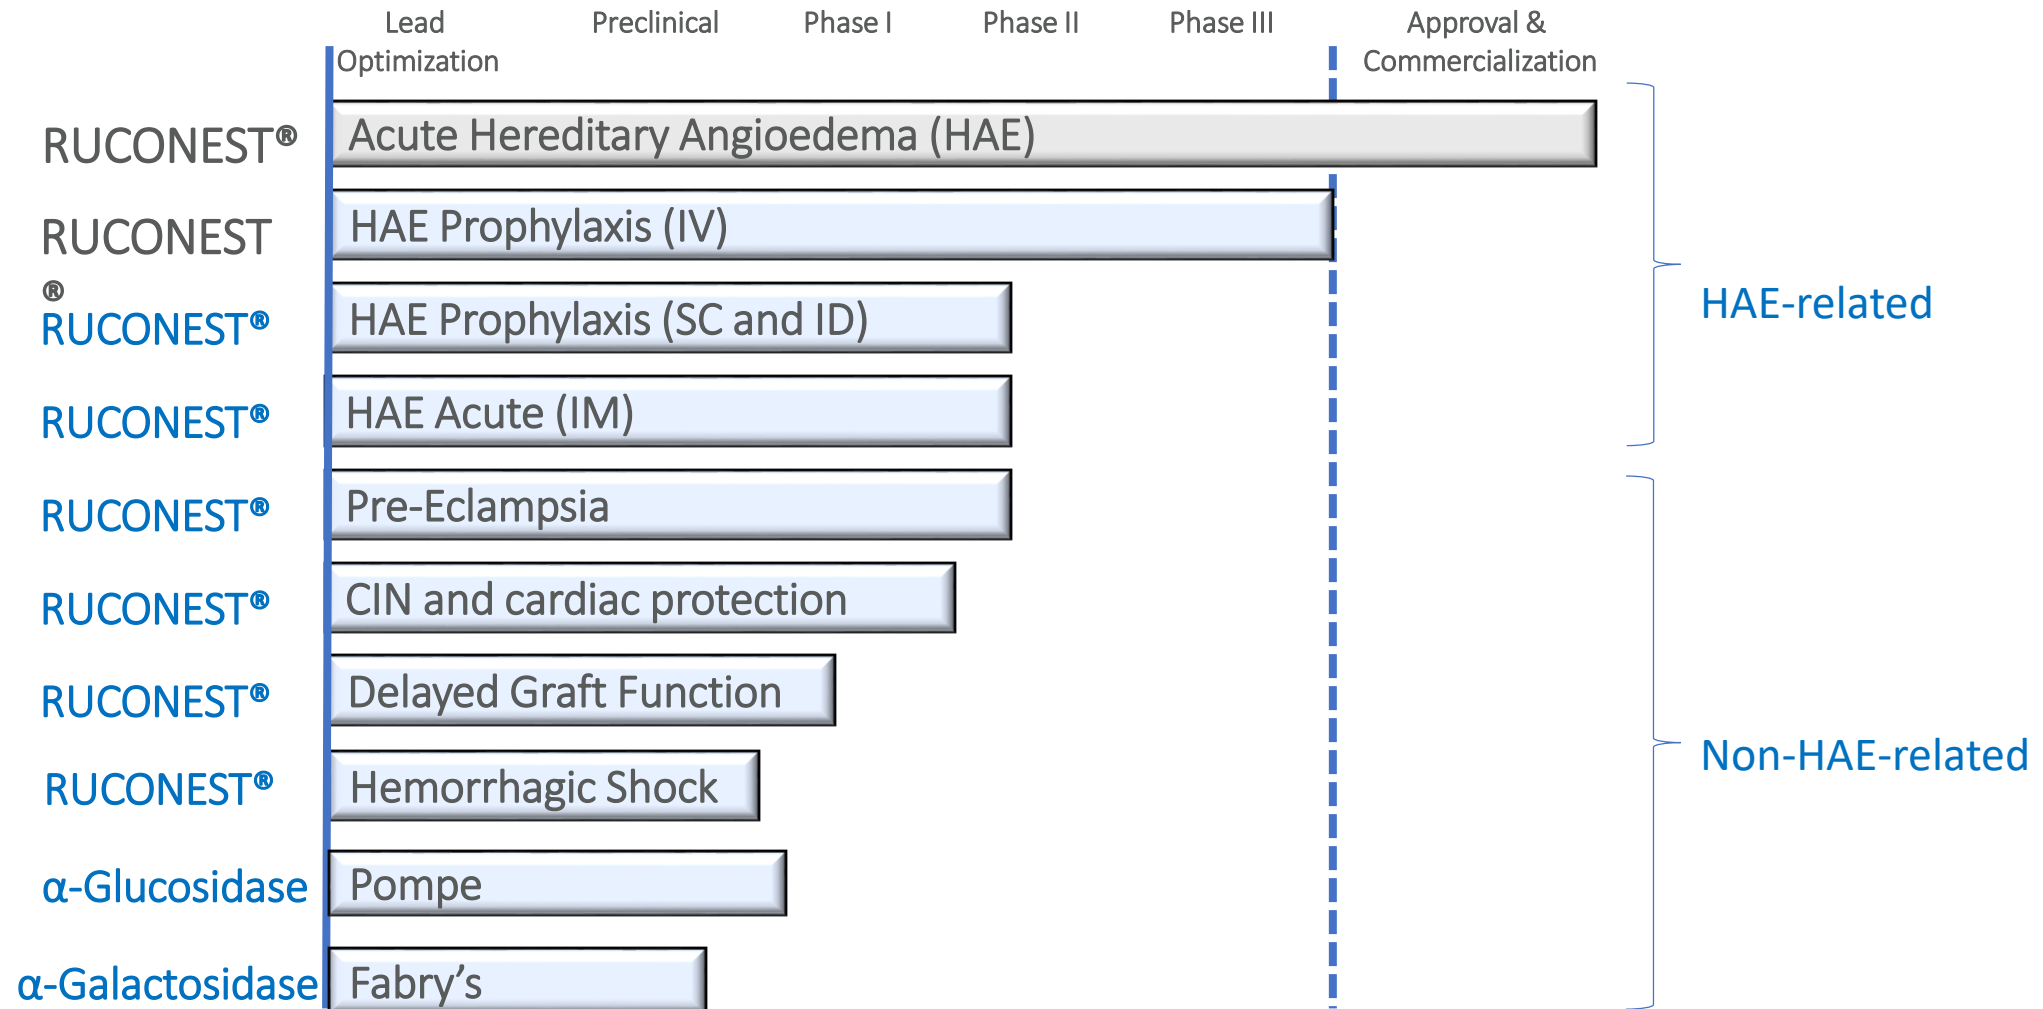 Lead Preclinical Phase I Phase II Phase III Approval &
Optimization Commercialization
RUCONEST® Acute Hereditary Angioedema (HAE)
RUCONEST HAE Prophylaxis (IV)
®
RUCONEST® HAE Prophylaxis (SC and ID)
HAE-related
RUCONEST® HAE Acute (IM)
RUCONEST® Pre-Eclampsia
RUCONEST® CIN and cardiac protection
RUCONEST® Delayed Graft Function
Non-HAE-related
RUCONEST® Hemorrhagic Shock
α-Glucosidase Pompe
α-Galactosidase Fabry’s